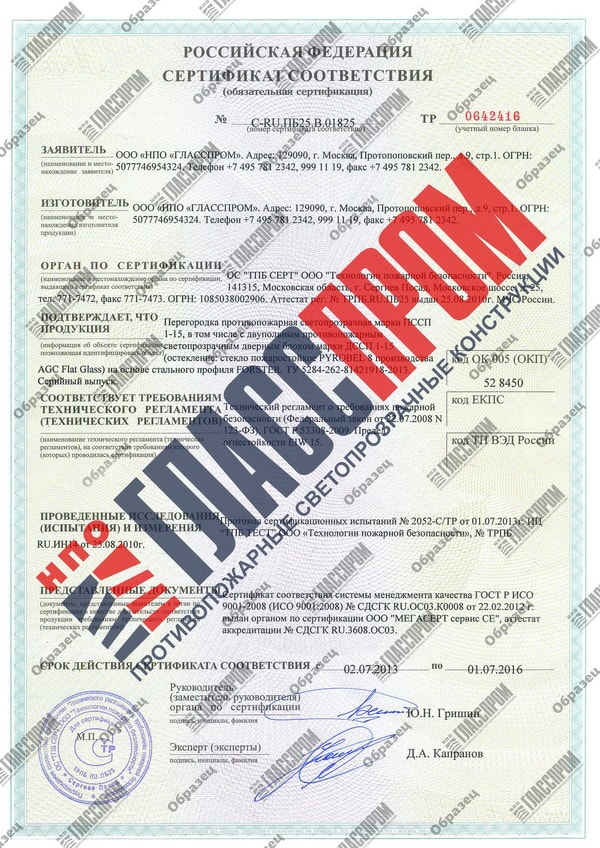 РОССИЙСКАЯ ФЕДЕРАЦИЯ
СЕРТИФИКАТ СООТВЕТСТВИЯ
(обязательная сертификация)
№ C-RU.ПБ25.В.01825
ТР 0642416
(номер сертификата соответствия)
(учетный номер бланка)
ЗАЯВИТЕЛЬ
(наименование и место-
нахождение заявителя)
ООО «НПО «ГЛАССПРОМ». Адрес: 129090, г. Москва, Протопоповский пер., д.9, стр.1. ОГРН:
5077746954324. Телефон +7 495 781 2342, 999 11 19, факс +7 495 781 2342.
ИЗГОТОВИТЕЛЬ
(наименование и место-
нахождение изготовителя
продукции)
ООО «НПО «ГЛАССПРОМ». Адрес: 129090, г. Москва, Протопоповский пер., д.9, стр.1. ОГРН:
5077746954324. Телефон +7 495 781 2342, 999 11 19, факс +7 495 781 2342.
ОРГАН ПО СЕРТИФИКАЦИИ
(наименование и местонахождение органа по сертификации,
выдавшего сертификат соответствия)
ОС "ТПБ СЕРТ" ООО "Технологии пожарной безопасности", Россия,
141315, Московская область, г. Сергиев Посад, Московское шоссе, д. 25,
тел. 771-7472, факс 771-7473. ОГРН: 1085038002906. Аттестат рег. № ТРПБ.RU.ПБ25 выдан 25.08.2010г. МЧС России.
ПОДТВЕРЖДАЕТ, ЧТО
ПРОДУКЦИЯ
(информация об объекте сертификации,
позволяющая идентифицировать объект)
Перегородка противопожарная светопрозрачная марки ПССП
1-15, в том числе с двупольным противопожарным
светопрозрачным дверным блоком марки ДССП 1-15
(остекление: стекло пожаростойкое PYROBEL 8 производства
AGC Flat Glass) на основе стального профиля FORSTER. ТУ 5284-262-81421918-2013.
Серийный выпуск.
код ОК 005 (ОКП)
52 8450
СООТВЕТСТВУЕТ ТРЕБОВАНИЯМ
ТЕХНИЧЕСКОГО РЕГЛАМЕНТА
(ТЕХНИЧЕСКИХ РЕГЛАМЕНТОВ)
(наименование технического регламента (технических
регламентов), на соответствие требованиям которого
(которых) проводилась сертификация)
Технический регламент о требованиях пожарной
безопасности (Федеральный закон от 22.07.2008 N
123-ФЗ), ГОСТ Р 53308-2009. Предел
огнестойкости EIW 15.
код ЕКПС
код ТН ВЭД России
ПРОВЕДЕННЫЕ ИССЛЕДОВАНИЯ
(ИСПЫТАНИЯ) И ИЗМЕРЕНИЯ
Протокол сертификационных испытаний № 2052-С/ТР от 01.07.2013г. ИЦ
"ТПБ ТЕСТ" ООО «Технологии пожарной безопасности», № ТРПБ.
RU.ИН от 25.08.2010г.
ПРЕДСТАВЛЕННЫЕ ДОКУМЕНТЫ
(документы, представленные заявителем в орган по
сертификации в качестве доказательств соответствия
продукции требованиям технического регламента
(технических регламентов))
Сертификат соответствия системы менеджмента качества ГОСТ Р ИСО
9001-2008 (ИСО 9001:2008) № СДСГК RU.ОС03.К0008 от 22.02.2012 г.
выдан органом по сертификации ООО "МЕГАСЕРТ сервис СЕ", аттестат
аккредитации № СДСГК RU.3608.ОС03.
СРОК ДЕЙСТВИЯ СЕРТИФИКАТА СООТВЕТСТВИЯ с 02.07.2013 по 01.07.2016
Руководитель
(заместитель руководителя)
органа по сертификации
подпись, инициалы, фамилия
Ю.Н. Гришин
М.П.
Эксперт (эксперты)
подпись, инициалы, фамилия
Д.А. Капранов
Для сертификатов
ТРПБ.RU.ПБ25
г. Сергиев Посад
НПО ГЛАССПРОМ
ПРОТИВОПОЖАРНЫЕ СВЕТОПРОЗРАЧНЫЕ КОНСТРУКЦИИ
Образец
НПО ГЛАССПРОМ